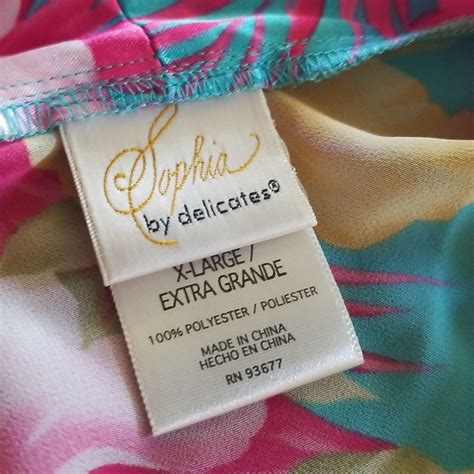 Sophia
by delicates®
X-LARGE /
EXTRA GRANDE
100% POLYESTER / POLIESTER
MADE IN CHINA
HECHO EN CHINA
RN 93677